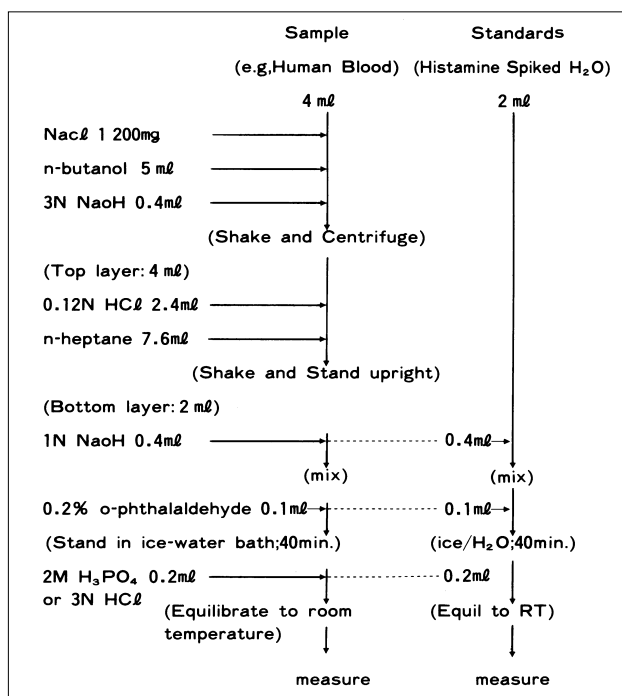 Sample Standards
(e.g,Human Blood) (Histamine Spiked H₂O)
4 mℓ 2 mℓ
Nacℓ 1 200mg
n-butanol 5 mℓ
3N NaoH 0.4mℓ
(Shake and Centrifuge)
(Top layer: 4 mℓ)
0.12N HCℓ 2.4mℓ
n-heptane 7.6mℓ
(Shake and Stand upright)
(Bottom layer: 2 mℓ)
1N NaOH 0.4mℓ 0.4mℓ
(mix) (mix)
0.2% o-phthalaldehyde 0.1mℓ 0.1mℓ
(Stand in ice-water bath;40min.) (ice/H₂O;40min.)
2M H₃PO₄ 0.2mℓ 0.2mℓ
or 3N HCℓ
(Equilibrate to room (Equil to RT)
temperature)
measure measure